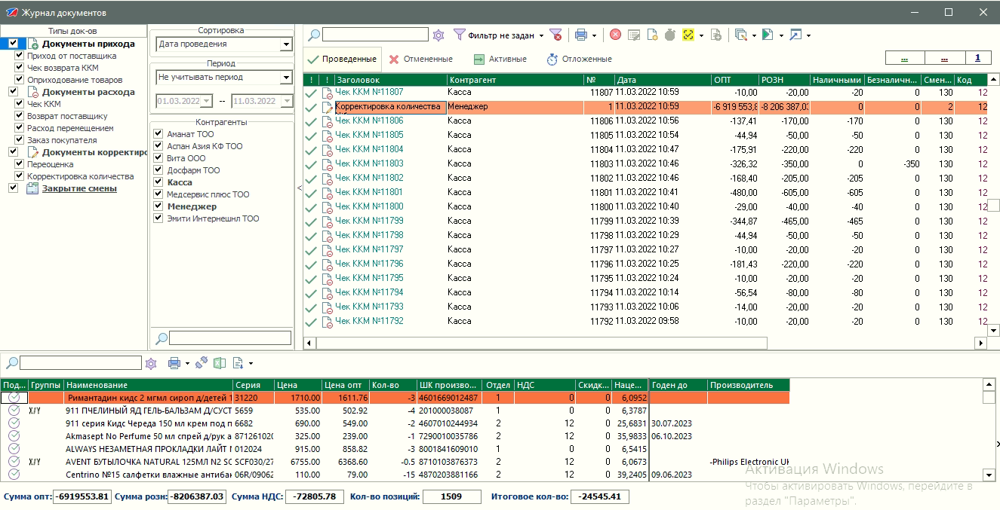 Журнал документов
Типы док-ов
Документы прихода
Приход от поставщика
Чек возврата ККМ
Оприходование товаров
Документы расхода
Чек ККМ
Возврат поставщику
Расход перемещением
Заказ покупателя
Документы корректиро
Переоценка
Корректировка количества
Закрытие смены
Сортировка
Дата проведения
Период
Не учитывать период
01.03.2022 -- 11.03.2022
Контрагенты
Аманат ТОО
Аспан Азия КФ ТОО
Вита ООО
Досфарм ТОО
Касса
Медсервис плюс ТОО
Менеджер
Эмити Интернешнл ТОО
<
Фильтр не задан
Проведенные Отмененные Активные Отложенные
... ... 1
! ! Заголовок Контрагент № Дата ОПТ РОЗН Наличными Безналичн... Смен... Код
Чек ККМ №11807 Касса 11807 11.03.2022 10:59 -10,00 -20,00 -20 0 130 12
Корректировка количества Менеджер 1 11.03.2022 10:59 -6 919 553,8 -8 206 387,03 0 0 2 12
Чек ККМ №11806 Касса 11806 11.03.2022 10:56 -137,41 -170,00 -170 0 130 12
Чек ККМ №11805 Касса 11805 11.03.2022 10:54 -44,94 -50,00 -50 0 130 12
Чек ККМ №11804 Касса 11804 11.03.2022 10:47 -175,91 -220,00 -220 0 130 12
Чек ККМ №11803 Касса 11803 11.03.2022 10:46 -326,32 -350,00 0 -350 130 12
Чек ККМ №11802 Касса 11802 11.03.2022 10:46 -168,40 -205,00 -205 0 130 12
Чек ККМ №11801 Касса 11801 11.03.2022 10:41 -480,00 -605,00 -605 0 130 12
Чек ККМ №11800 Касса 11800 11.03.2022 10:40 -29,00 -40,00 -40 0 130 12
Чек ККМ №11799 Касса 11799 11.03.2022 10:39 -344,87 -465,00 -465 0 130 12
Чек ККМ №11798 Касса 11798 11.03.2022 10:29 -44,94 -50,00 -50 0 130 12
Чек ККМ №11797 Касса 11797 11.03.2022 10:27 -10,00 -20,00 -20 0 130 12
Чек ККМ №11796 Касса 11796 11.03.2022 10:25 -181,43 -220,00 -220 0 130 12
Чек ККМ №11795 Касса 11795 11.03.2022 10:24 -10,00 -20,00 -20 0 130 12
Чек ККМ №11794 Касса 11794 11.03.2022 10:14 -56,54 -80,00 -80 0 130 12
Чек ККМ №11793 Касса 11793 11.03.2022 10:06 -14,00 -20,00 -20 0 130 12
Чек ККМ №11792 Касса 11792 11.03.2022 09:58 -10,00 -20,00 -20 0 130 12
Под... Группы Наименование Серия Цена Цена опт Кол-во ШК произво... Отдел НДС Скидк... Наце... Годен до Производитель
Римантадин кидс 2 мгмл сироп д/детей 1 31220 1710.00 1611.76 -3 4601669012487 1 0 0 6,0952
X/Y 911 ПЧЕЛИНЫЙ ЯД ГЕЛЬ-БАЛЬЗАМ Д/СУСТ 5659 535.00 502.92 -4 201000038087 1 0 0 6,3787
911 серия Кидс Череда 150 мл крем под п 6682 690.00 549.00 -2 4607010244934 2 12 0 25,6831 30.07.2023
Akmasept No Perfume 50 мл спрей д/рук а 871261020 325.00 239.00 -1 7290010035786 2 12 0 35,9833 06.10.2023
ALWAYS НЕЗАМЕТНАЯ ПРОКЛАДКИ ЛАЙТ № 012024 915.00 858.82 -3 8001841609010 1 0 0 6,5415
X/Y AVENT БУТЫЛОЧКА NATURAL 125МЛ N2 SC SCF030/27 6755.00 6368.60 -0.5 8710103876373 2 12 0 6,0673 -Philips Electronic UK
Centrino №15 салфетки влажные антибак 06R/09062 110.00 79.00 -15 4870203881166 2 12 0 39,2405 09.06.2023
Сумма опт: -6919553.81 Сумма розн: -8206387.03 Сумма НДС: -72805.78 Кол-во позиций: 1509 Итоговое кол-во: -24545.41
Активация Windows
Чтобы активировать Windows, перейдите в
раздел "Параметры".